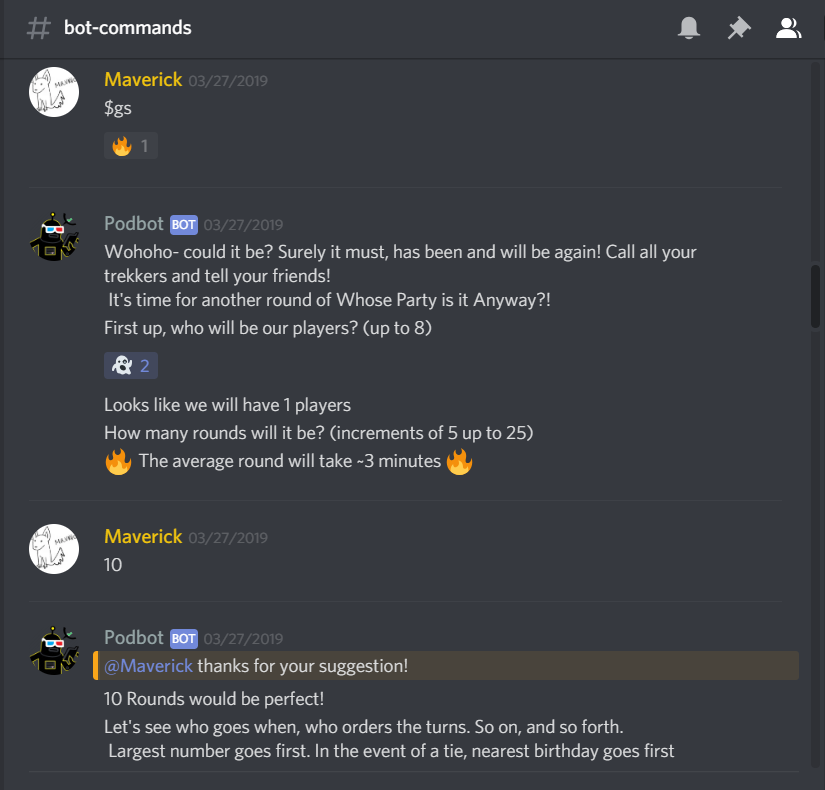 # bot-commands
Maverick 03/27/2019
$gs
1
Podbot BOT 03/27/2019
Wohoho- could it be? Surely it must, has been and will be again! Call all your
trekkers and tell your friends!
It's time for another round of Whose Party is it Anyway?!
First up, who will be our players? (up to 8)
2
Looks like we will have 1 players
How many rounds will it be? (increments of 5 up to 25)
🔥 The average round will take ~3 minutes 🔥
Maverick 03/27/2019
10
Podbot BOT 03/27/2019
@Maverick thanks for your suggestion!
10 Rounds would be perfect!
Let's see who goes when, who orders the turns. So on, and so forth.
Largest number goes first. In the event of a tie, nearest birthday goes first